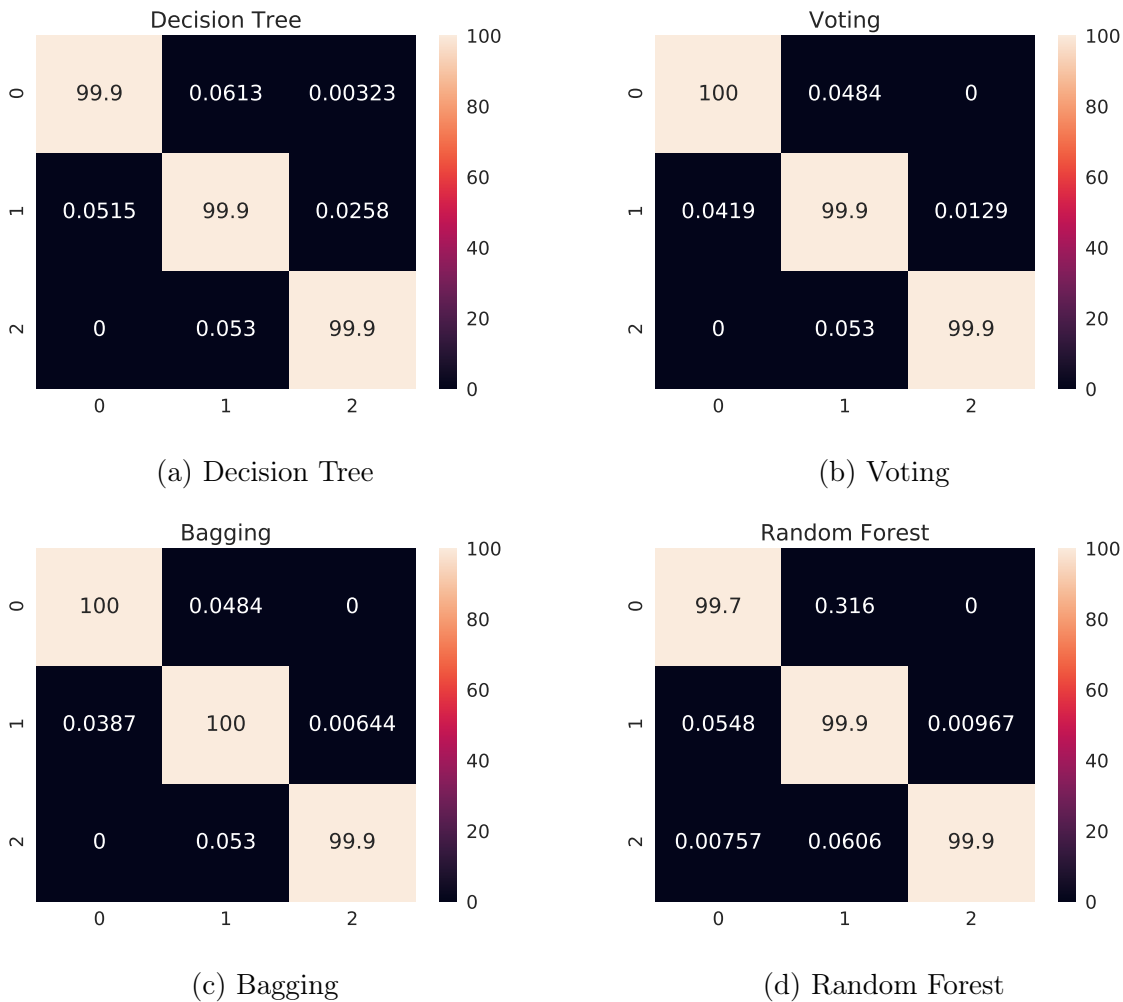 Decision Tree
0 99.9 0.0613 0.00323
1 0.0515 99.9 0.0258
2 0 0.053 99.9
0 1 2
100
80
60
40
20
0
(a) Decision Tree
Voting
0 100 0.0484 0
1 0.0419 99.9 0.0129
2 0 0.053 99.9
0 1 2
100
80
60
40
20
0
(b) Voting
Bagging
0 100 0.0484 0
1 0.0387 100 0.00644
2 0 0.053 99.9
0 1 2
100
80
60
40
20
0
(c) Bagging
Random Forest
0 99.7 0.316 0
1 0.0548 99.9 0.00967
2 0.00757 0.0606 99.9
0 1 2
100
80
60
40
20
0
(d) Random Forest